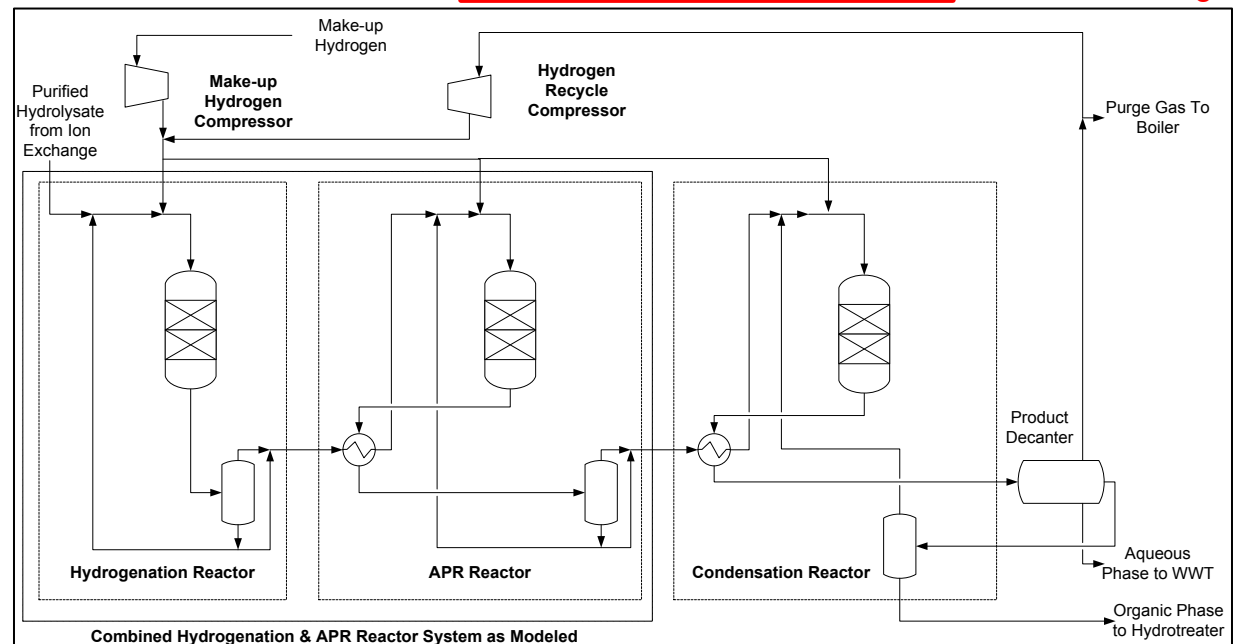 Make-up
Hydrogen
Make-up
Hydrogen
Compressor
Hydrogen
Recycle
Compressor
Purified
Hydrolysate
from Ion
Exchange
Purge Gas To
Boiler
Product
Decanter
Hydrogenation Reactor
APR Reactor
Condensation Reactor
Aqueous
Phase to WWT
Organic Phase
to Hydrotreater
Combined Hydrogenation & APR Reactor System as Modeled